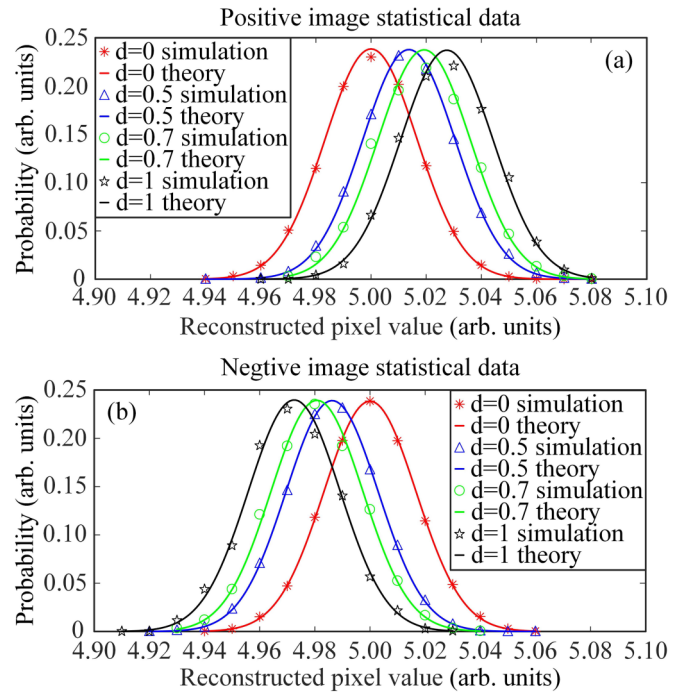 Positive image statistical data
0.25
0.20
0.15
0.10
0.05
0
Probability (arb. units)
d=0 simulation
d=0 theory
d=0.5 simulation
d=0.5 theory
d=0.7 simulation
d=0.7 theory
d=1 simulation
d=1 theory
(a)
4.90 4.92 4.94 4.96 4.98 5.00 5.02 5.04 5.06 5.08 5.10
Reconstructed pixel value (arb. units)
Negtive image statistical data
0.25
0.20
0.15
0.10
0.05
0
Probability (arb. units)
(b)
d=0 simulation
d=0 theory
d=0.5 simulation
d=0.5 theory
d=0.7 simulation
d=0.7 theory
d=1 simulation
d=1 theory
4.90 4.92 4.94 4.96 4.98 5.00 5.02 5.04 5.06 5.08 5.10
Reconstructed pixel value (arb. units)